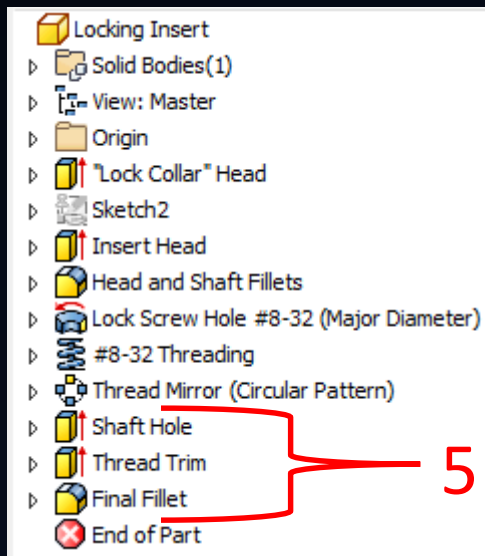 Locking Insert
Solid Bodies(1)
View: Master
Origin
"Lock Collar" Head
Sketch2
Insert Head
Head and Shaft Fillets
Lock Screw Hole #8-32 (Major Diameter)
#8-32 Threading
Thread Mirror (Circular Pattern)
Shaft Hole
Thread Trim
Final Fillet
End of Part
5